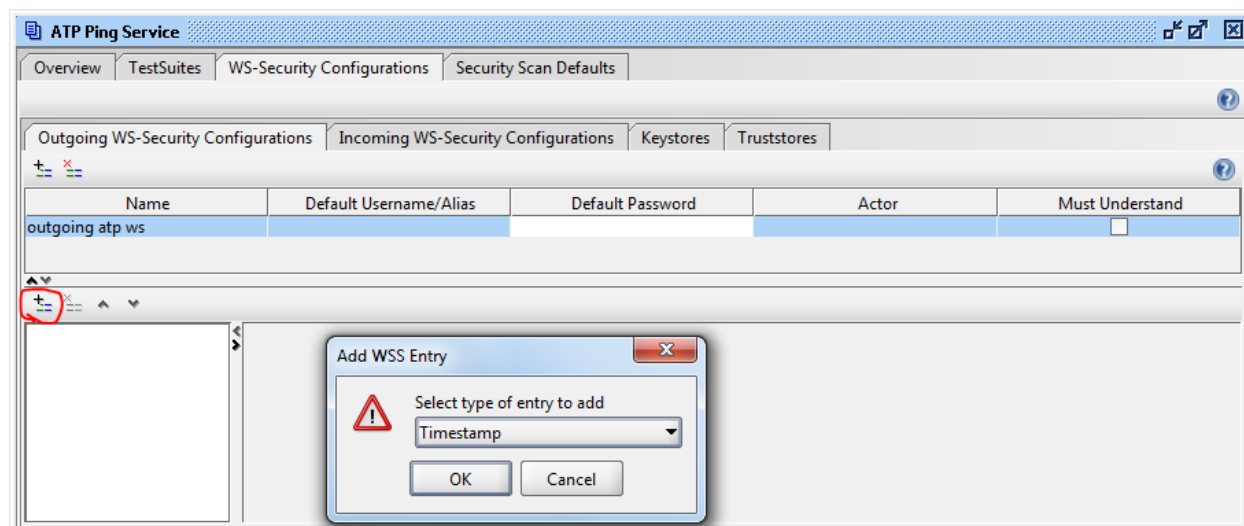 ATP Ping Service
Overview TestSuites WS-Security Configurations Security Scan Defaults
Outgoing WS-Security Configurations Incoming WS-Security Configurations Keystores Truststores
Name Default Username/Alias Default Password Actor Must Understand
outgoing atp ws
Add WSS Entry
Select type of entry to add
Timestamp
OK Cancel